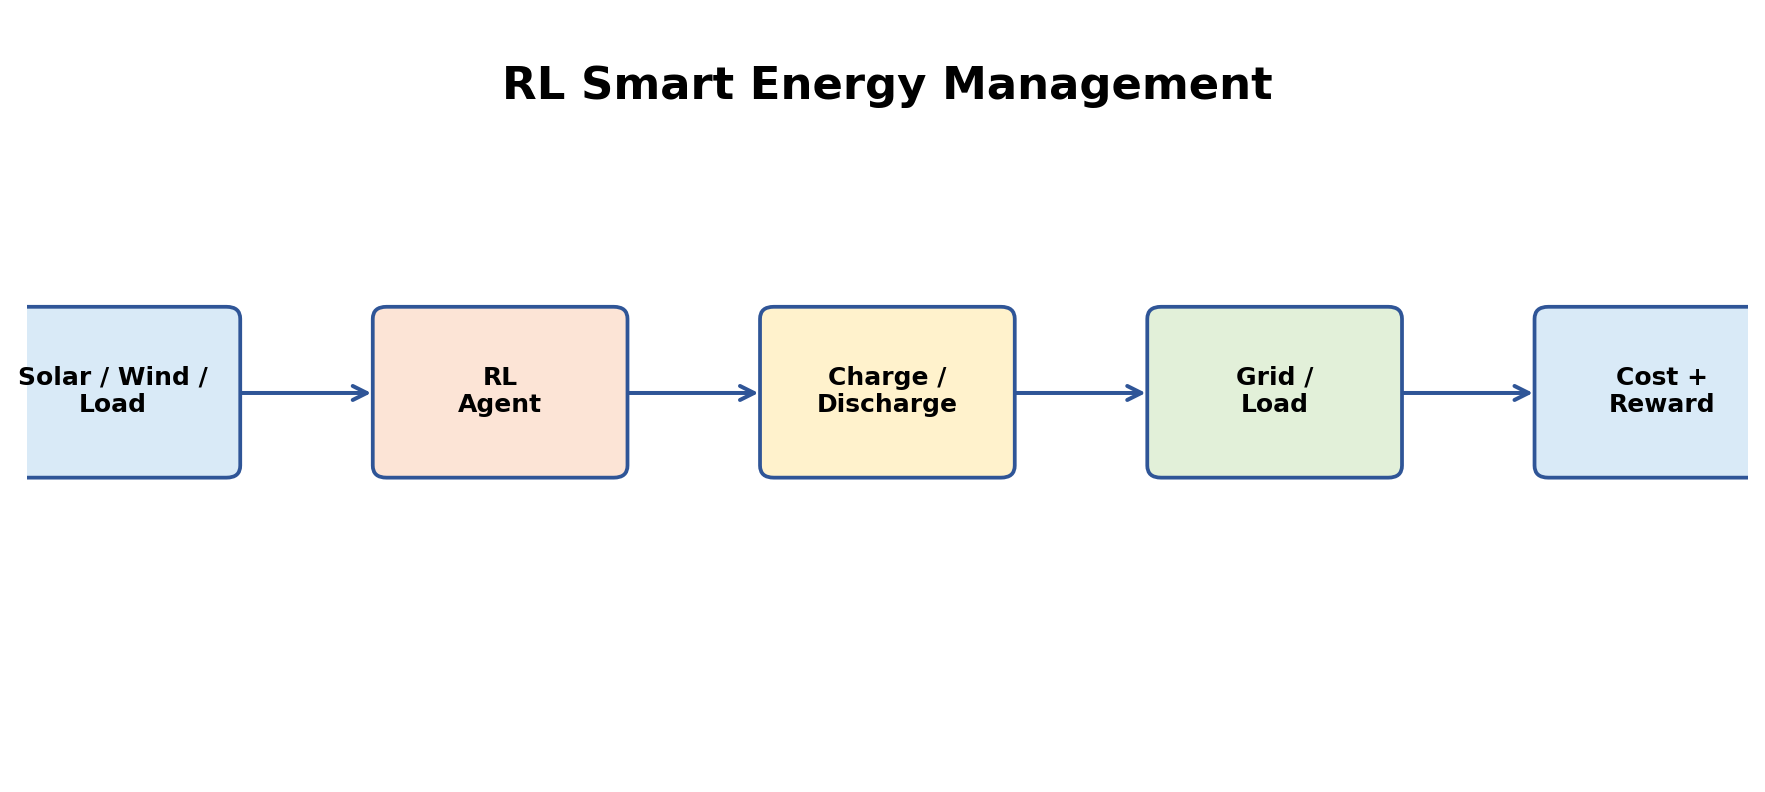 RL Smart Energy Management
Solar / Wind /
Load
RL
Agent
Charge /
Discharge
Grid /
Load
Cost +
Reward